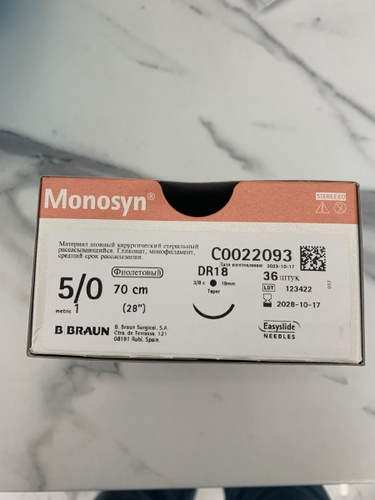 Monosyn®
STERILE EO
Материал шовный хирургический стерильный
рассасывающийся. Гликонат, монофиламент,
средний срок рассасывания.
C0022093
Дата изготовления: 2023-10-17
Фиолетовый
DR18
36 штук
5/0
70 cm
3/8 c
18mm
LOT 123422
Taper
metric 1
(28")
2028-10-17
B BRAUN
B. Braun Surgical, S.A.
Ctra. de Terrassa, 121
08191 Rubí, Spain.
Easyslide
NEEDLES